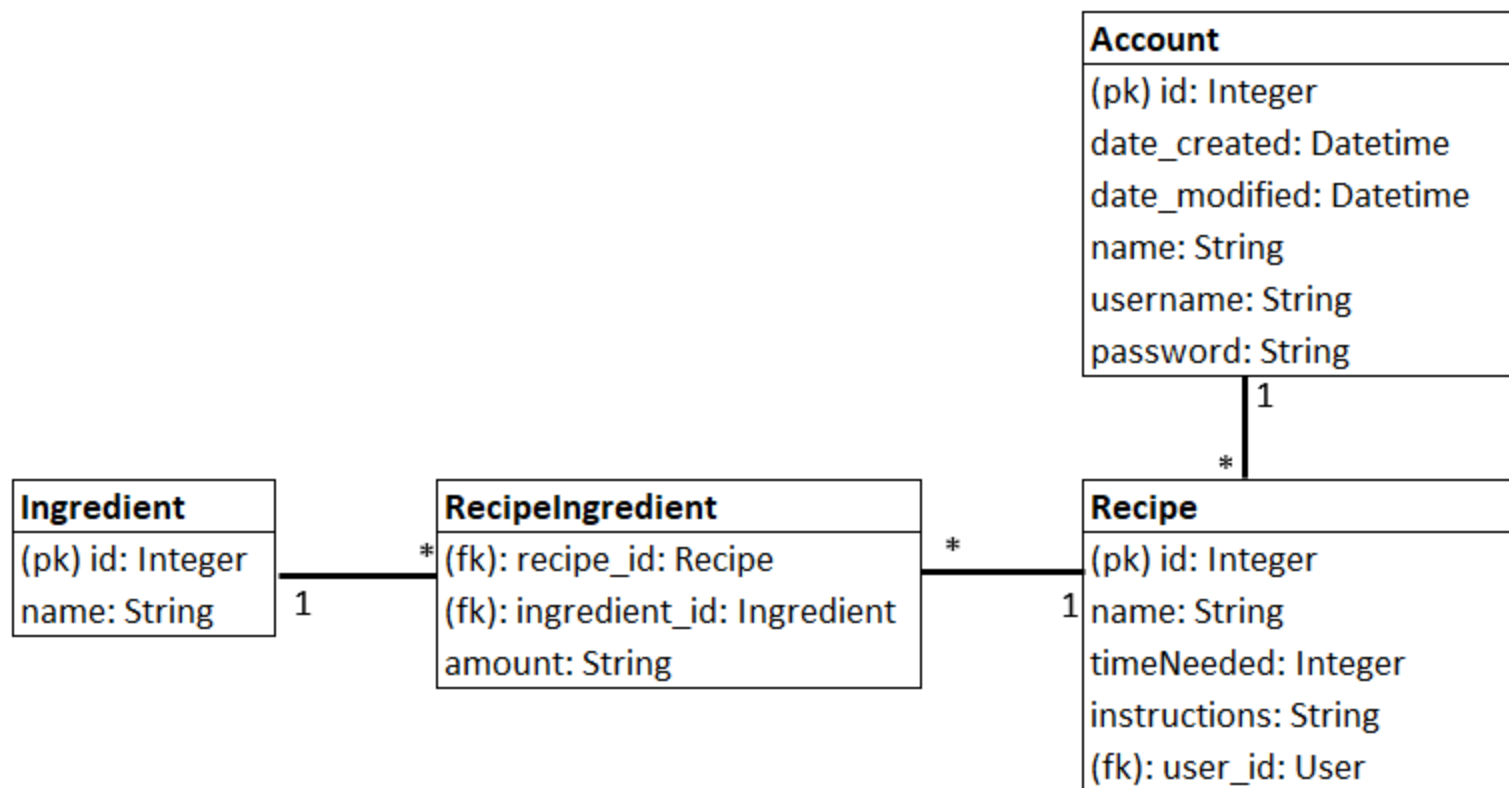 Account
(pk) id: Integer
date_created: Datetime
date_modified: Datetime
name: String
username: String
password: String
1
*
Ingredient
(pk) id: Integer
name: String
1
*
RecipeIngredient
(fk): recipe_id: Recipe
(fk): ingredient_id: Ingredient
amount: String
*
1
Recipe
(pk) id: Integer
name: String
timeNeeded: Integer
instructions: String
(fk): user_id: User